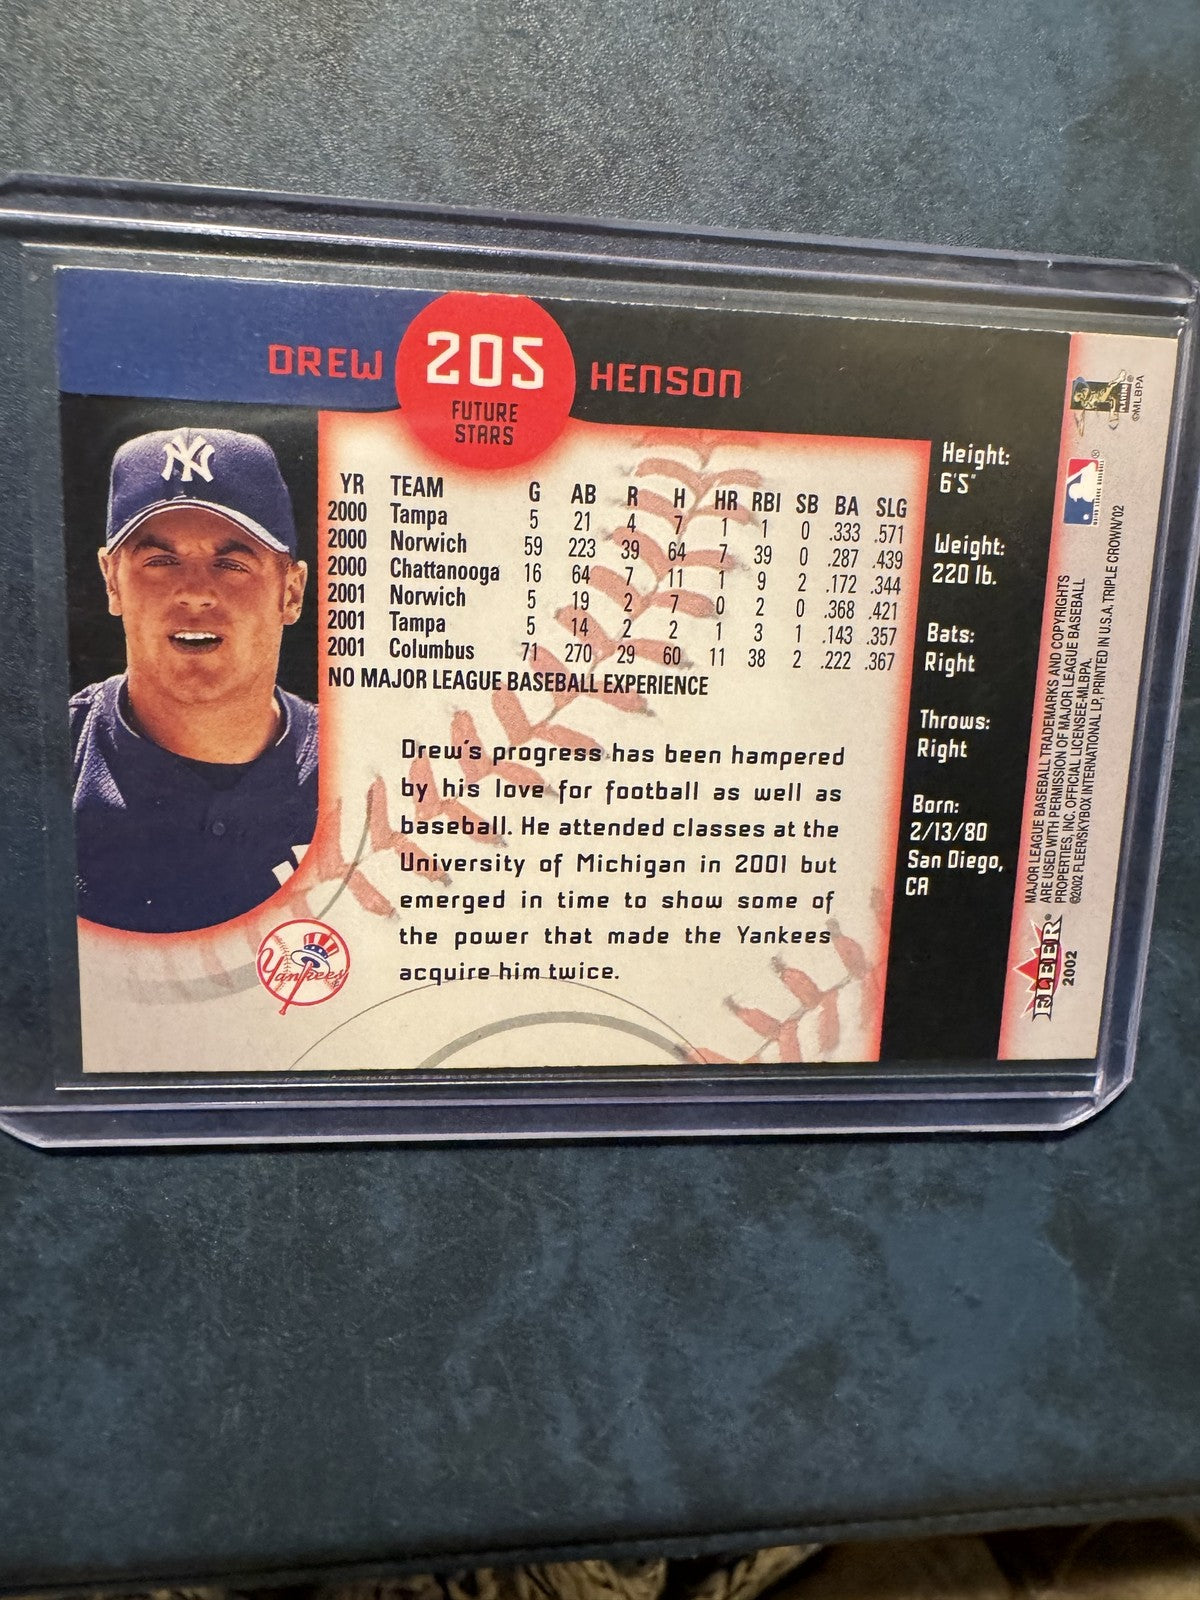 DREW 205 HENSON
FUTURE
STARS
YR TEAM G AB R H HR RBI SB BA SLG
2000 Tampa 5 21 4 7 1 1 0 .333 .571
2000 Norwich 59 223 39 64 7 39 0 .287 .439
2000 Chattanooga 16 64 7 11 1 9 2 .172 .344
2001 Norwich 5 19 2 7 0 2 0 .368 .421
2001 Tampa 5 14 2 2 1 3 1 .143 .357
2001 Columbus 71 270 29 60 11 38 2 .222 .367
NO MAJOR LEAGUE BASEBALL EXPERIENCE
Drew's progress has been hampered
by his love for football as well as
baseball. He attended classes at the
University of Michigan in 2001 but
emerged in time to show some of
the power that made the Yankees
acquire him twice.
NY
Yankees
Height:
6'5"
Weight:
220 lb.
Bats:
Right
Throws:
Right
Born:
2/13/80
San Diego,
CA
FLEER®
2002
MAJOR LEAGUE BASEBALL TRADEMARKS AND COPYRIGHTS
ARE USED WITH PERMISSION OF MAJOR LEAGUE BASEBALL
PROPERTIES, INC. OFFICIAL LICENSEE-MLBPA.
©2002 FLEER/SKYBOX INTERNATIONAL LP, PRINTED IN U.S.A. TRIPLE CROWN/02
©MLBPA